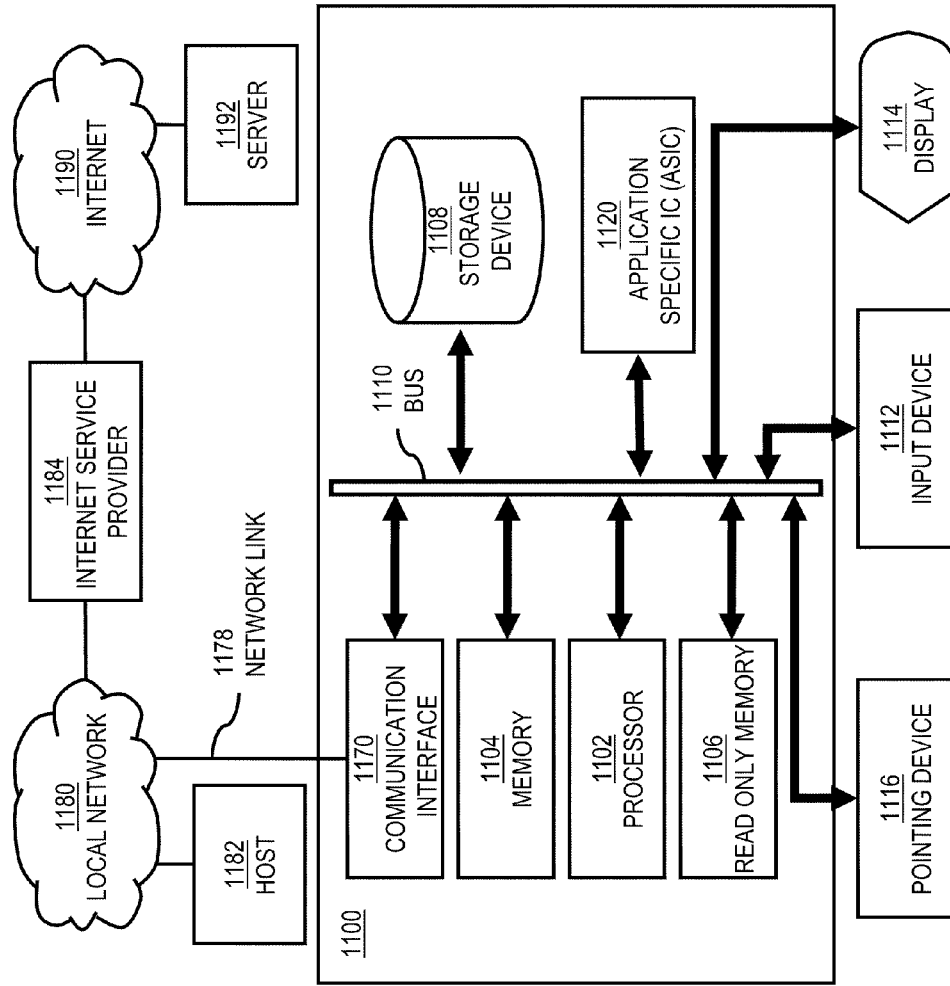 1180
LOCAL NETWORK
1184
INTERNET SERVICE
PROVIDER
1190
INTERNET
1182
HOST
1178
NETWORK LINK
1192
SERVER
1100
1170
COMMUNICATION
INTERFACE
1110
BUS
1108
STORAGE
DEVICE
1104
MEMORY
1102
PROCESSOR
1120
APPLICATION
SPECIFIC IC (ASIC)
1106
READ ONLY MEMORY
1116
POINTING DEVICE
1112
INPUT DEVICE
1114
DISPLAY